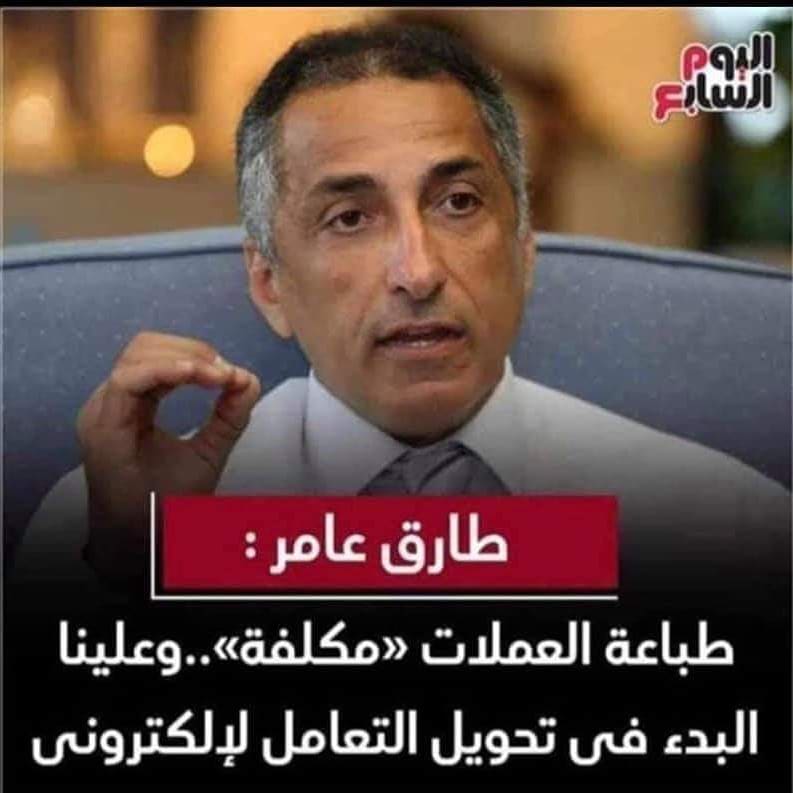 اليوم
السابع
طارق عامر :
طباعة العملات «مكلفة»..وعلينا
البدء فى تحويل التعامل لإلكترونى